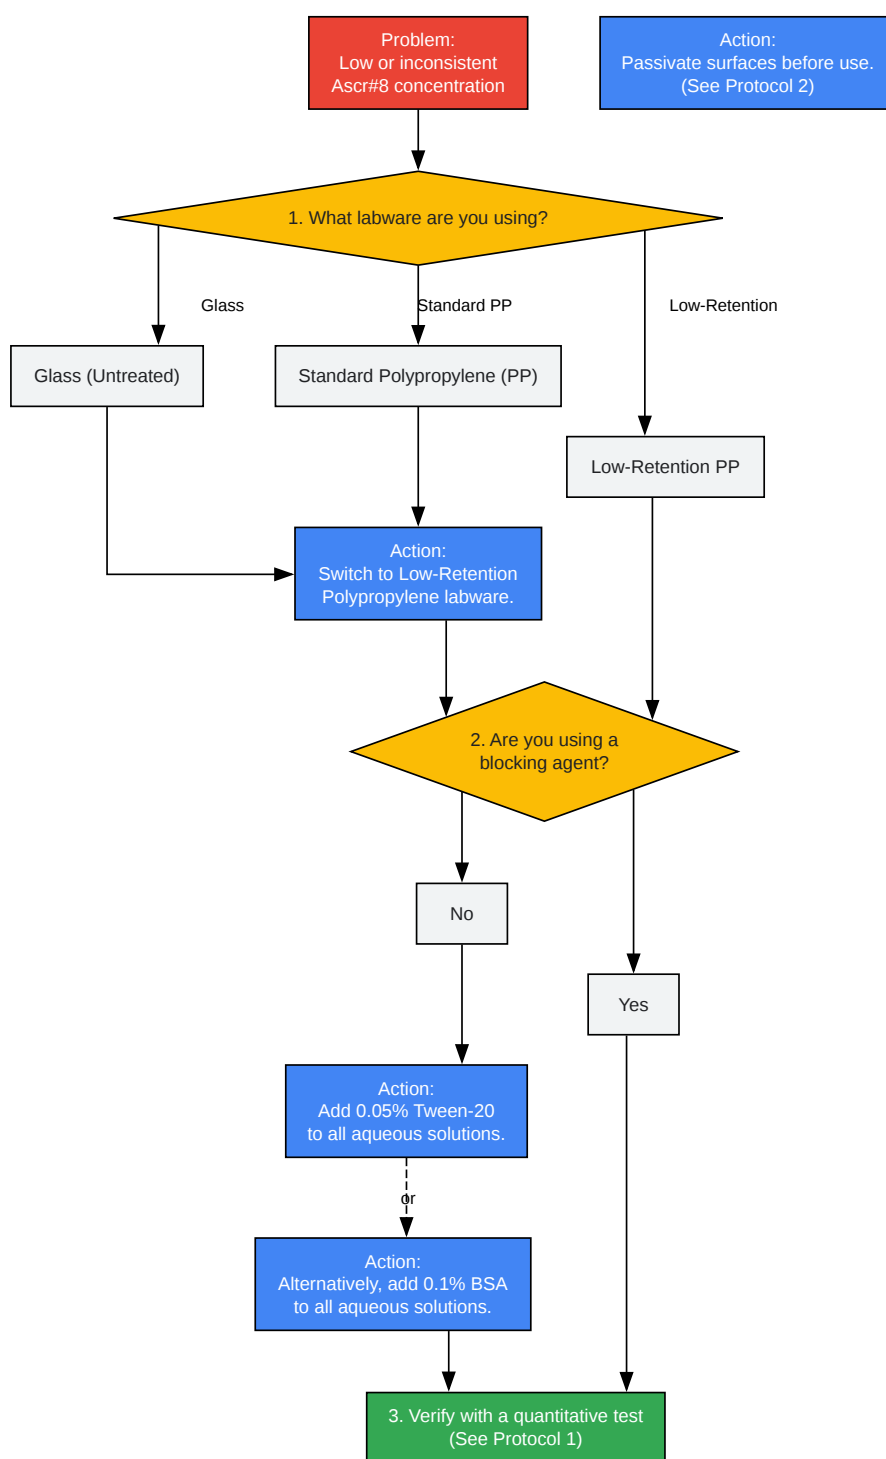 Problem:
Low or inconsistent
Ascr#8 concentration
Action:
Passivate surfaces before use.
(See Protocol 2)
1. What labware are you using?
Glass
Standard PP
Low-Retention
Glass (Untreated)
Standard Polypropylene (PP)
Low-Retention PP
Action:
Switch to Low-Retention
Polypropylene labware.
2. Are you using a
blocking agent?
No
Yes
Action:
Add 0.05% Tween-20
to all aqueous solutions.
or
Action:
Alternatively, add 0.1% BSA
to all aqueous solutions.
3. Verify with a quantitative test
(See Protocol 1)